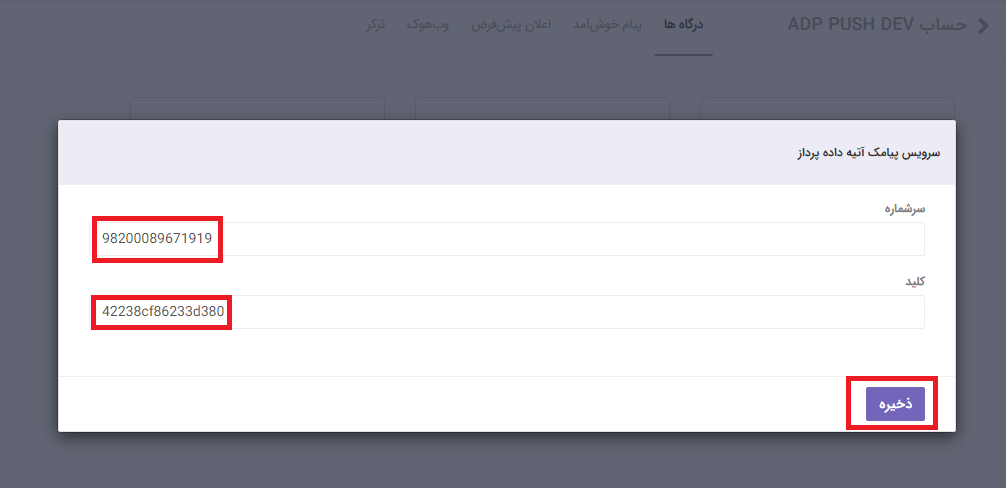 حساب ADP PUSH DEV
درگاه ها
پیام خوش‌آمد
اعلان پیش‌فرض
وب‌هوک
ترکر
سرویس پیامک آتیه داده پرداز
سرشماره
98200089671919
کلید
42238cf86233d380
ذخیره